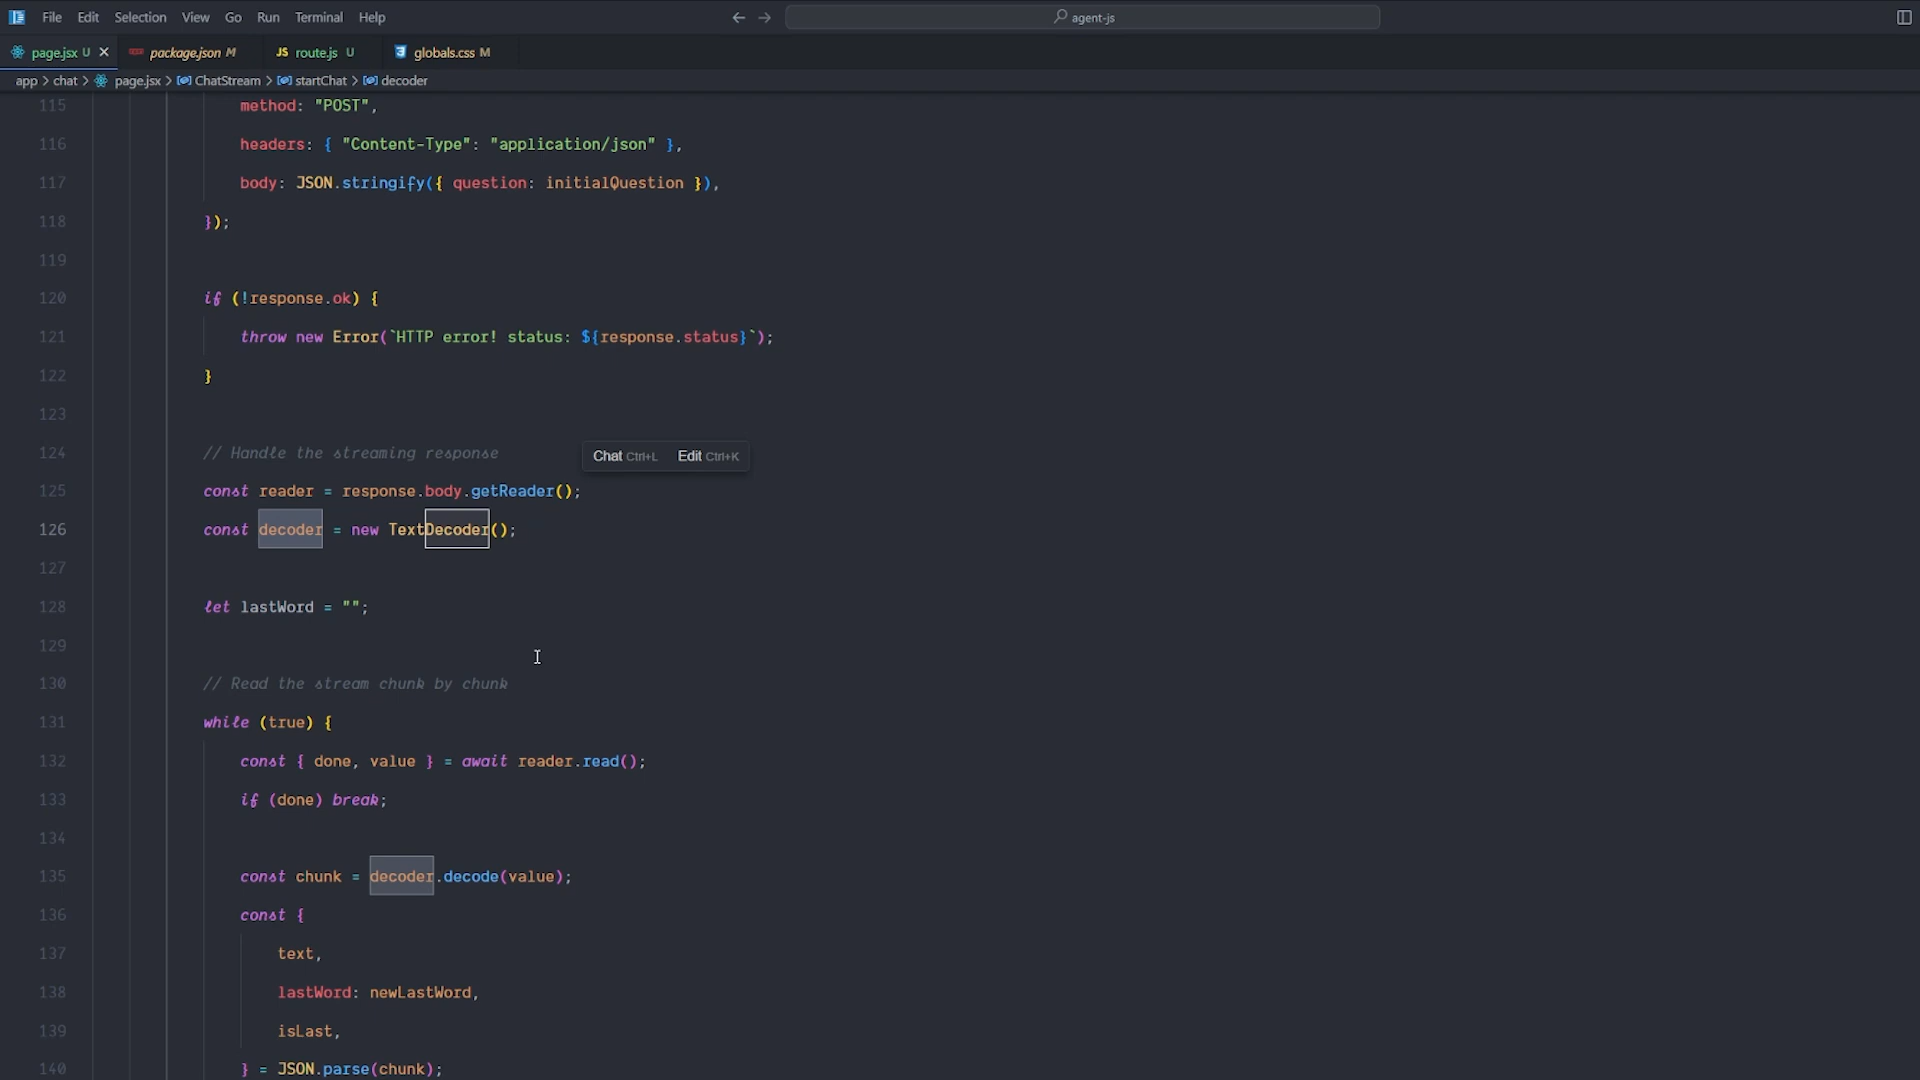 File Edit Selection View Go Run Terminal Help agent-js
page.jsx U package.json M JS route.js U globals.css M
app > chat > page.jsx > ChatStream > startChat > decoder
115 method: "POST",
116 headers: { "Content-Type": "application/json" },
117 body: JSON.stringify({ question: initialQuestion }),
118 });
119
120 if (!response.ok) {
121 throw new Error(`HTTP error! status: ${response.status}`);
122 }
123
124 // Handle the streaming response
Chat Ctrl+L Edit Ctrl+K
125 const reader = response.body.getReader();
126 const decoder = new TextDecoder();
127
128 let lastWord = "";
129
130 // Read the stream chunk by chunk
131 while (true) {
132 const { done, value } = await reader.read();
133 if (done) break;
134
135 const chunk = decoder.decode(value);
136 const {
137 text,
138 lastWord: newLastWord,
139 isLast,
140 } = JSON.parse(chunk);